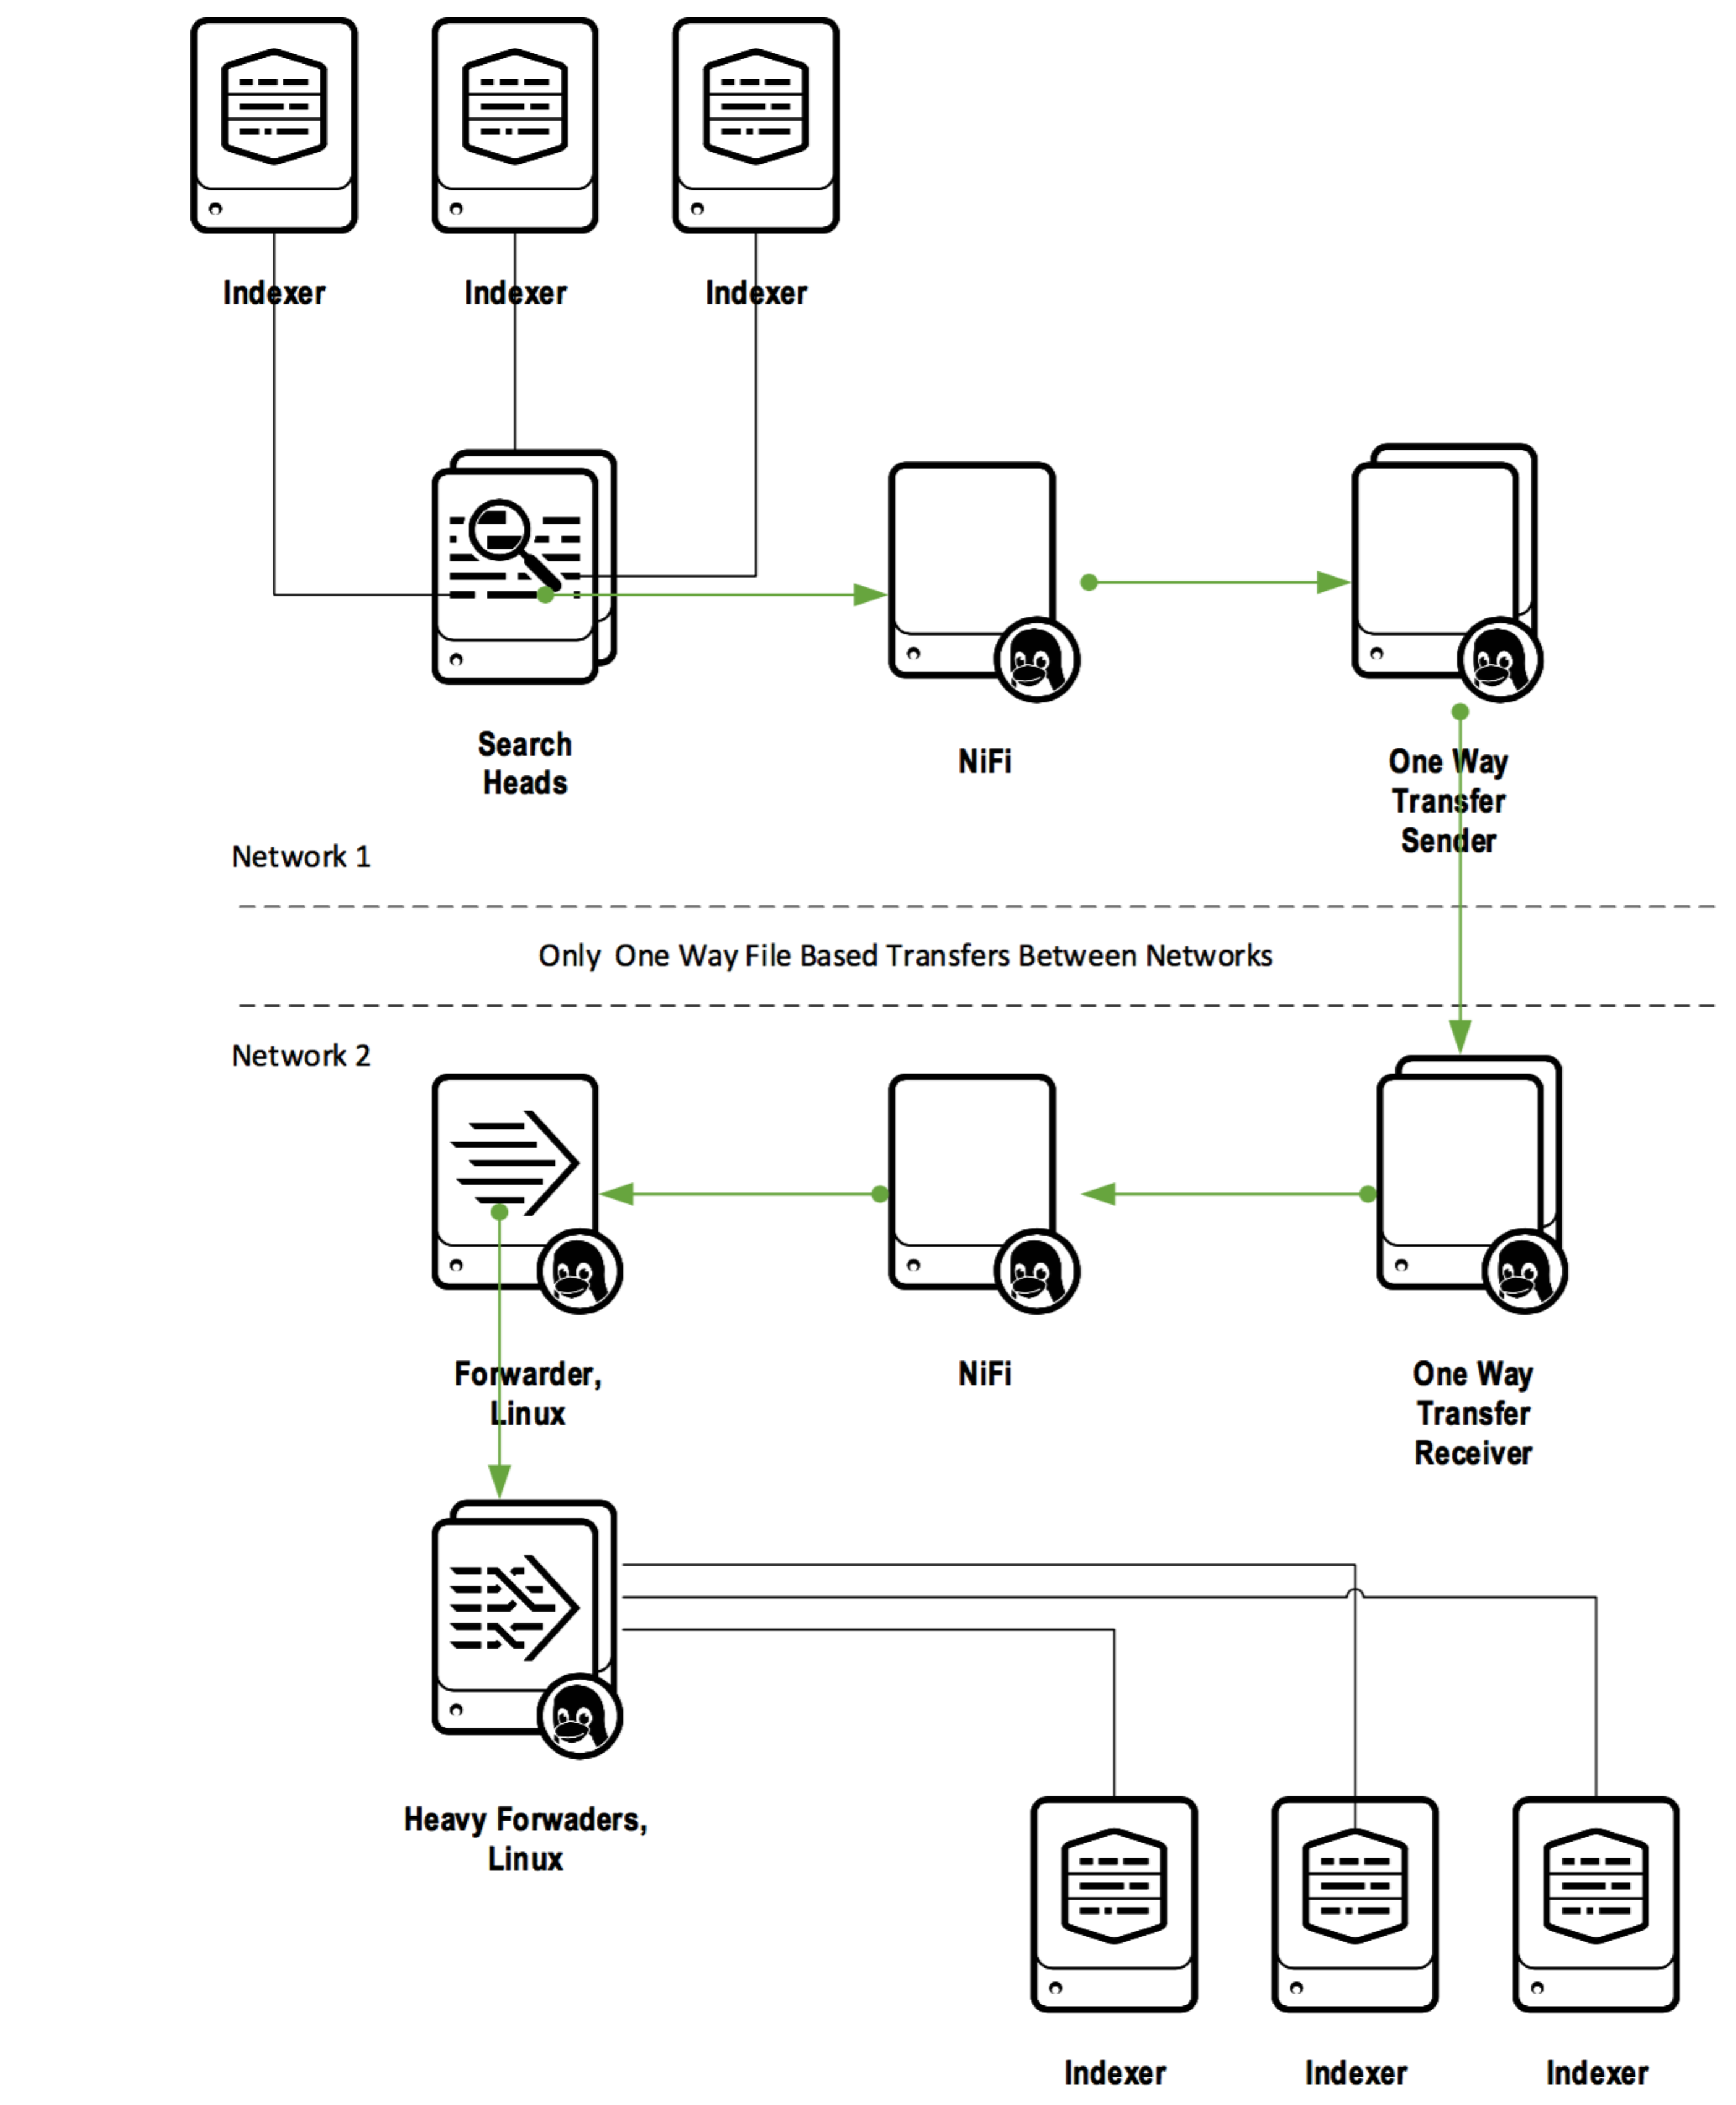 Indexer
Indexer
Indexer
Search
Heads
NiFi
One Way
Transfer
Sender
Network 1
Only One Way File Based Transfers Between Networks
Network 2
Forwarder,
Linux
NiFi
One Way
Transfer
Receiver
Heavy Forwaders,
Linux
Indexer
Indexer
Indexer